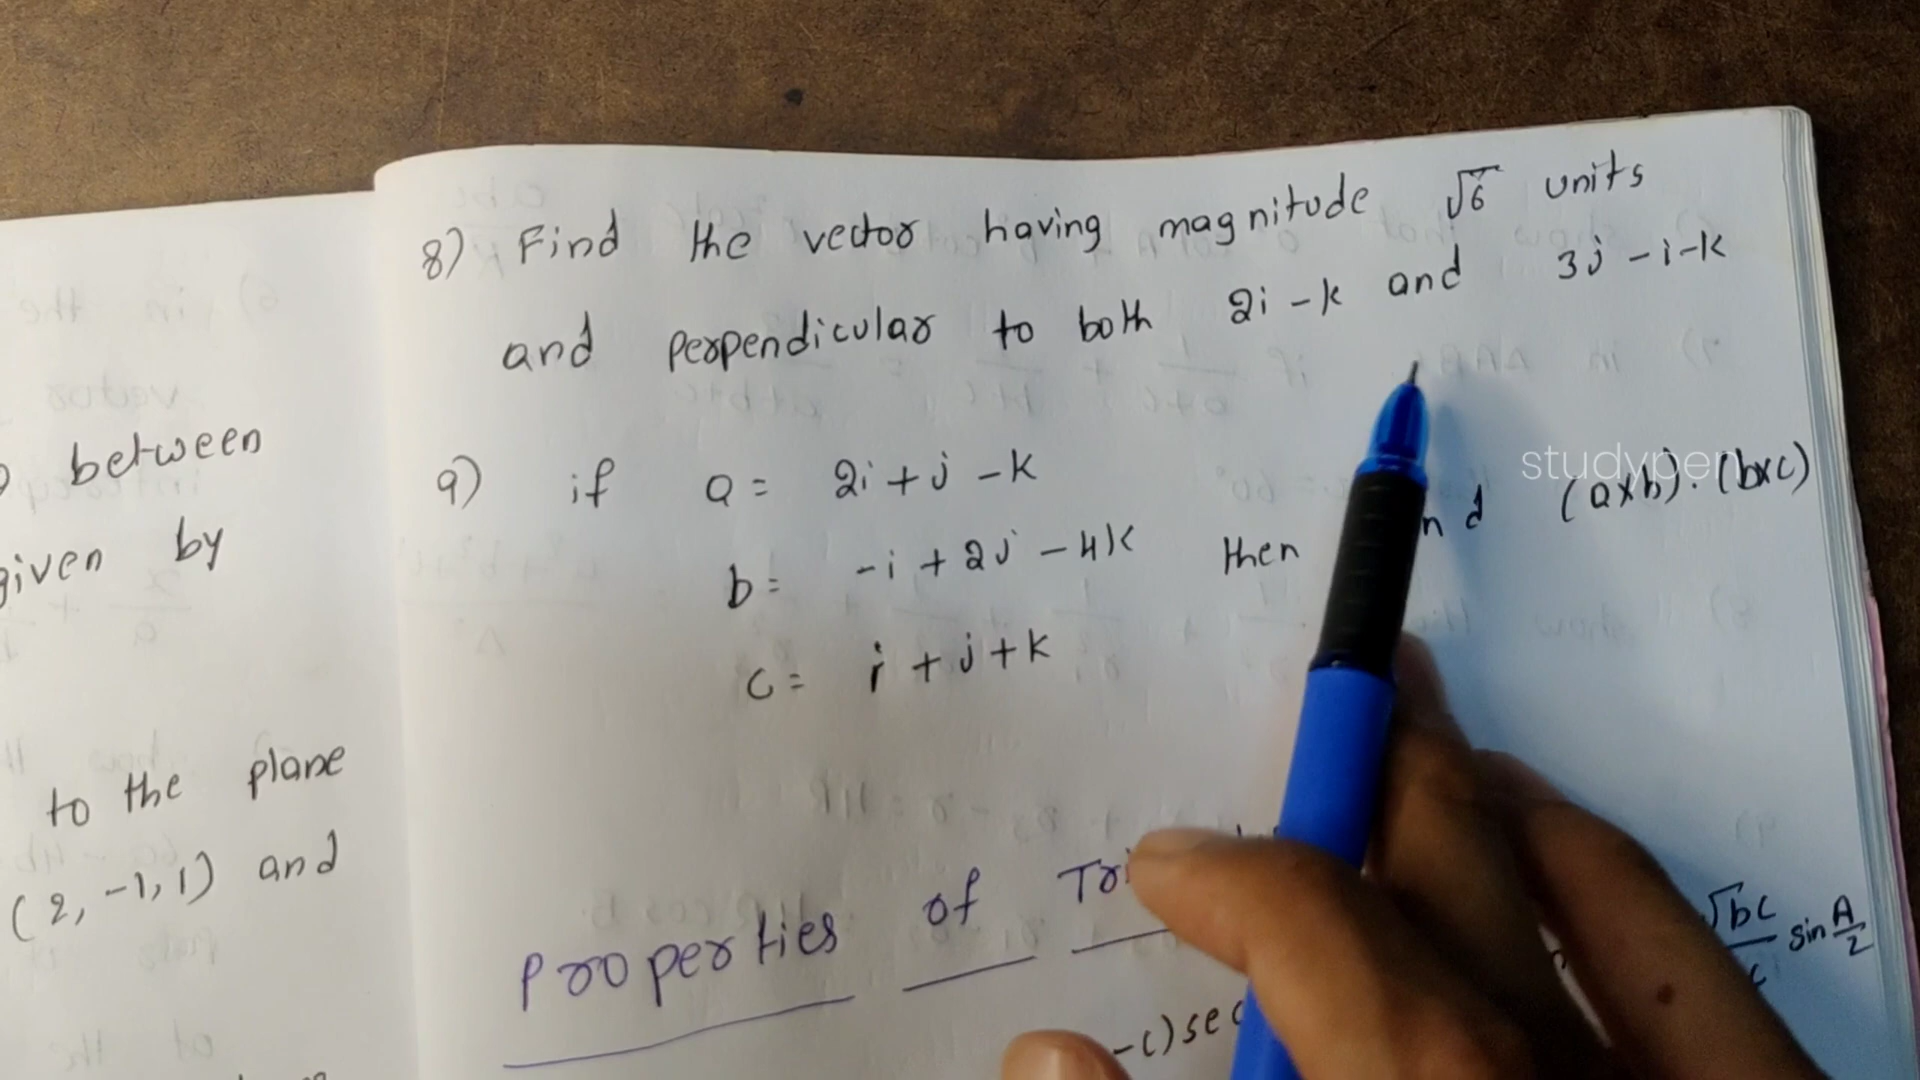 between
given by
to the plane
(2, -1, 1) and
8) Find the vector having magnitude √6 units
and perpendicular to both 2i - k and 3j - i - k
9) if a = 2i + j - k
b = -i + 2j - 4k then (a×b).(b×c)
c = i + j + k
studypen
Properties of
√bc sin A/2